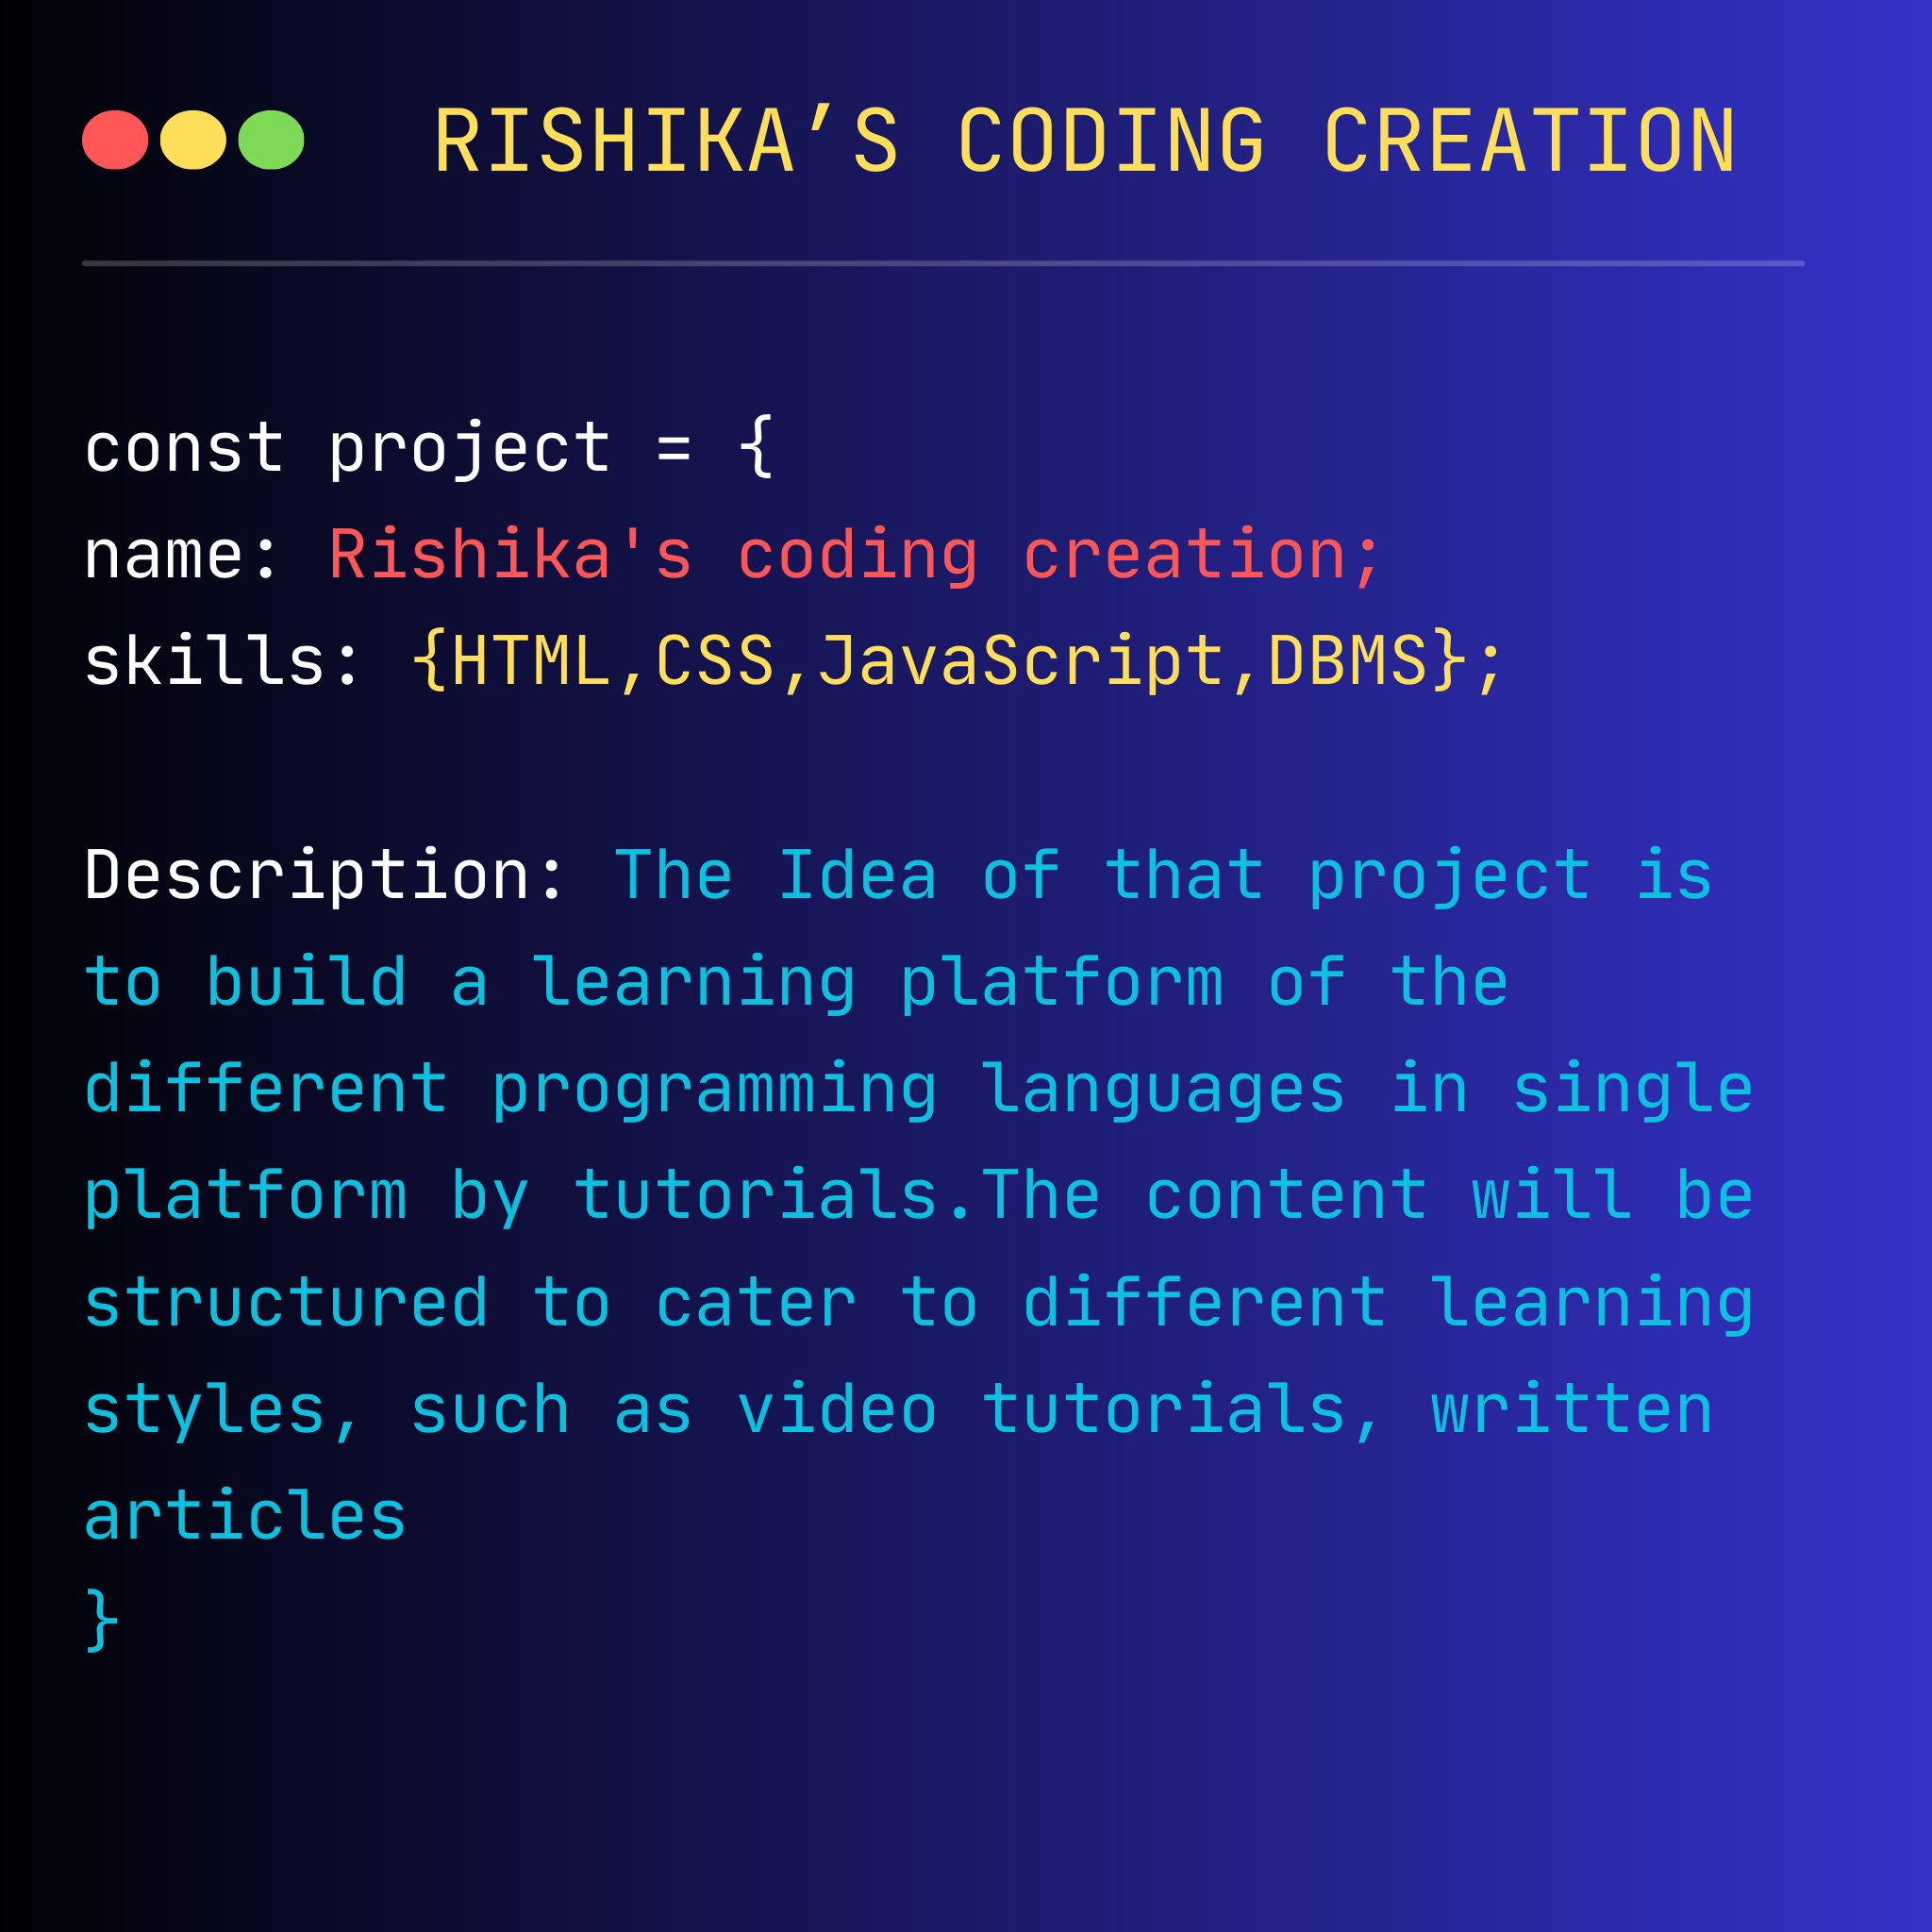 RISHIKA’S CODING CREATION
const project = {
name: Rishika's coding creation;
skills: {HTML,CSS,JavaScript,DBMS};
Description: The Idea of that project is
to build a learning platform of the
different programming languages in single
platform by tutorials.The content will be
structured to cater to different learning
styles, such as video tutorials, written
articles
}